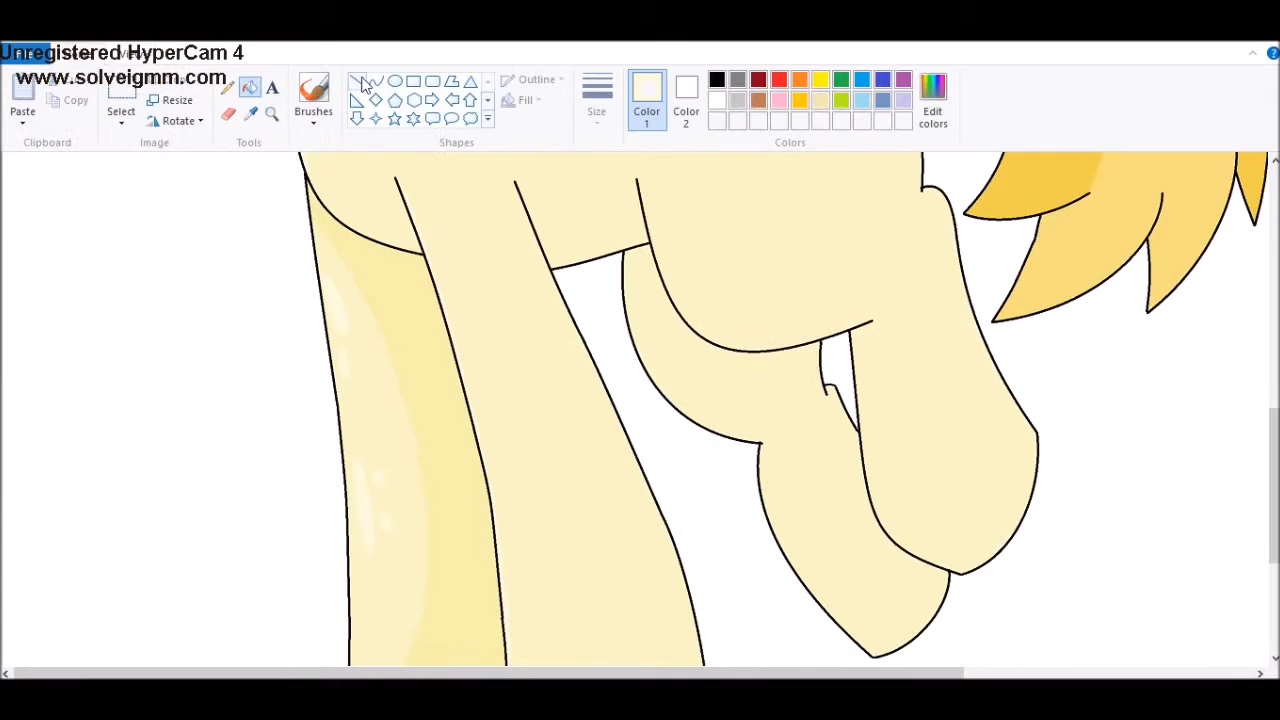 Unregistered HyperCam 4
www.solveigmm.com
Paste
Copy
Clipboard
Select
Resize
Rotate
Image
Tools
Brushes
Shapes
Outline
Fill
Size
Color
1
Color
2
Edit
colors
Colors